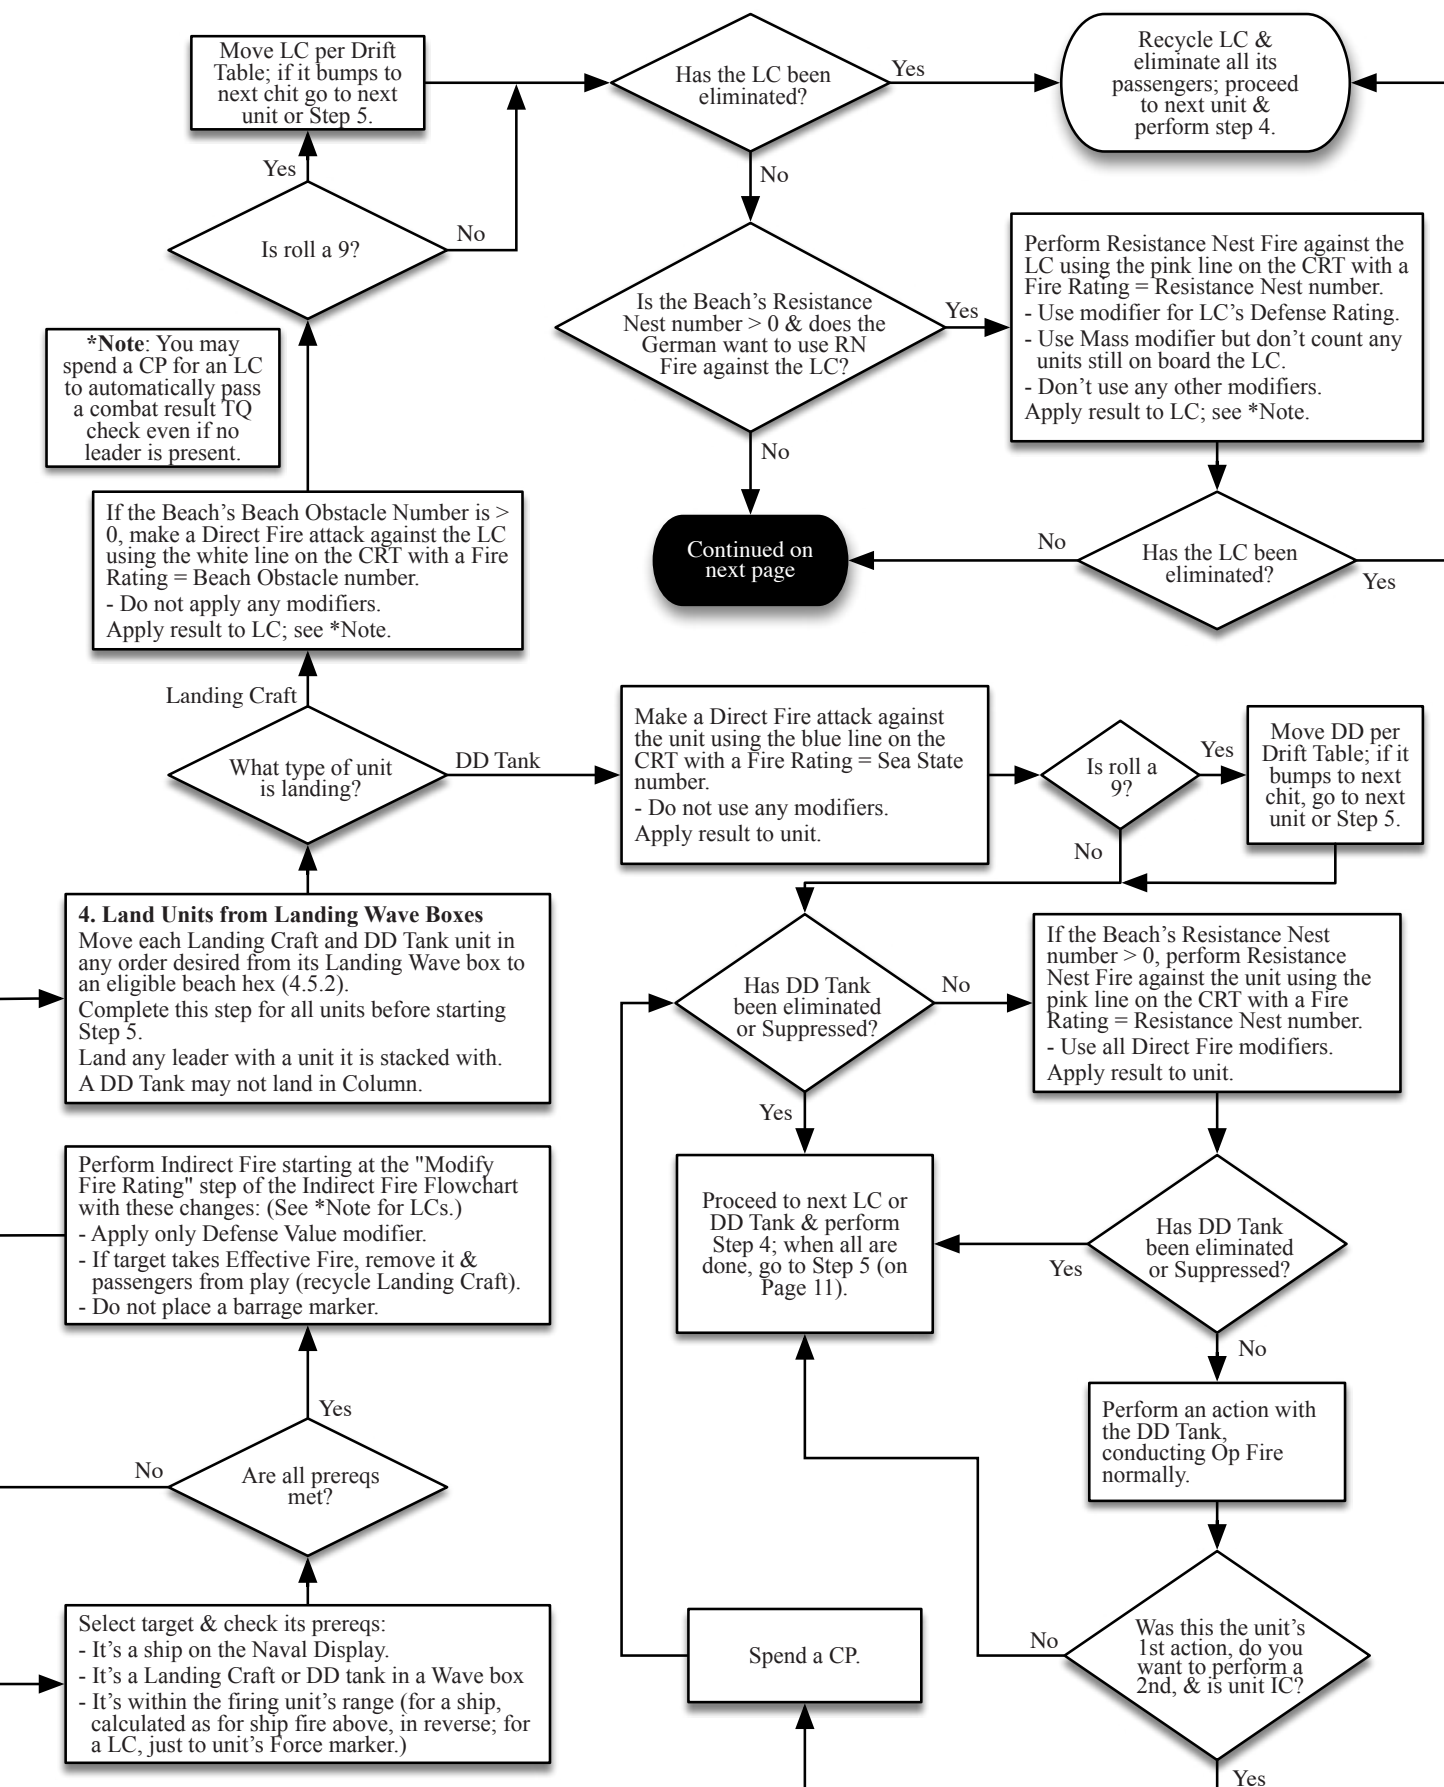 Move LC per Drift
Table; if it bumps to
next chit go to next
unit or Step 5.
Has the LC been
eliminated?
Yes
Recycle LC &
eliminate all its
passengers; proceed
to next unit &
perform step 4.
Yes
No
Is roll a 9?
No
Is the Beach's Resistance
Nest number > 0 & does the
German want to use RN
Fire against the LC?
Yes
Perform Resistance Nest Fire against the
LC using the pink line on the CRT with a
Fire Rating = Resistance Nest number.
- Use modifier for LC's Defense Rating.
- Use Mass modifier but don't count any
units still on board the LC.
- Don't use any other modifiers.
Apply result to LC; see *Note.
*Note: You may
spend a CP for an LC
to automatically pass
a combat result TQ
check even if no
leader is present.
No
If the Beach's Beach Obstacle Number is >
0, make a Direct Fire attack against the LC
using the white line on the CRT with a Fire
Rating = Beach Obstacle number.
- Do not apply any modifiers.
Apply result to LC; see *Note.
Continued on
next page
No
Has the LC been
eliminated?
Yes
Landing Craft
What type of unit
is landing?
DD Tank
Make a Direct Fire attack against
the unit using the blue line on the
CRT with a Fire Rating = Sea State
number.
- Do not use any modifiers.
Apply result to unit.
Is roll a
9?
Yes
Move DD per
Drift Table; if it
bumps to next
chit, go to next
unit or Step 5.
No
4. Land Units from Landing Wave Boxes
Move each Landing Craft and DD Tank unit in
any order desired from its Landing Wave box to
an eligible beach hex (4.5.2).
Complete this step for all units before starting
Step 5.
Land any leader with a unit it is stacked with.
A DD Tank may not land in Column.
Has DD Tank
been eliminated
or Suppressed?
No
If the Beach's Resistance Nest
number > 0, perform Resistance
Nest Fire against the unit using the
pink line on the CRT with a Fire
Rating = Resistance Nest number.
- Use all Direct Fire modifiers.
Apply result to unit.
Yes
Perform Indirect Fire starting at the "Modify
Fire Rating" step of the Indirect Fire Flowchart
with these changes: (See *Note for LCs.)
- Apply only Defense Value modifier.
- If target takes Effective Fire, remove it &
passengers from play (recycle Landing Craft).
- Do not place a barrage marker.
Proceed to next LC or
DD Tank & perform
Step 4; when all are
done, go to Step 5 (on
Page 11).
Yes
Has DD Tank
been eliminated
or Suppressed?
No
Yes
Perform an action with
the DD Tank,
conducting Op Fire
normally.
No
Are all prereqs
met?
Select target & check its prereqs:
- It's a ship on the Naval Display.
- It's a Landing Craft or DD tank in a Wave box
- It's within the firing unit's range (for a ship,
calculated as for ship fire above, in reverse; for
a LC, just to unit's Force marker.)
Spend a CP.
No
Was this the unit's
1st action, do you
want to perform a
2nd, & is unit IC?
Yes